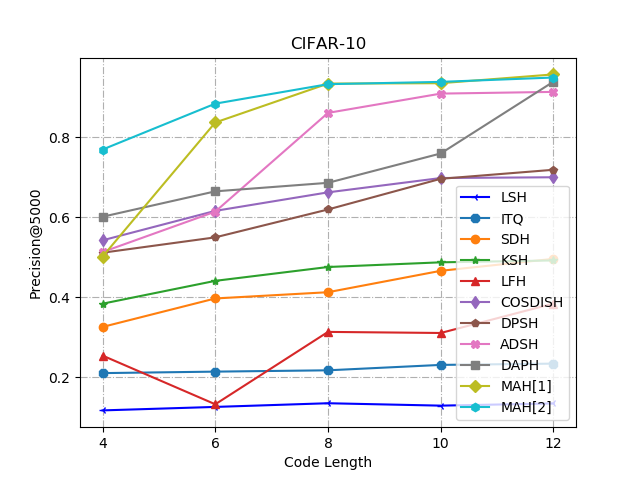 CIFAR-10
Precision@5000
0.8
0.6
0.4
0.2
4
6
8
10
12
Code Length
LSH
ITQ
SDH
KSH
LFH
COSDISH
DPSH
ADSH
DAPH
MAH[1]
MAH[2]